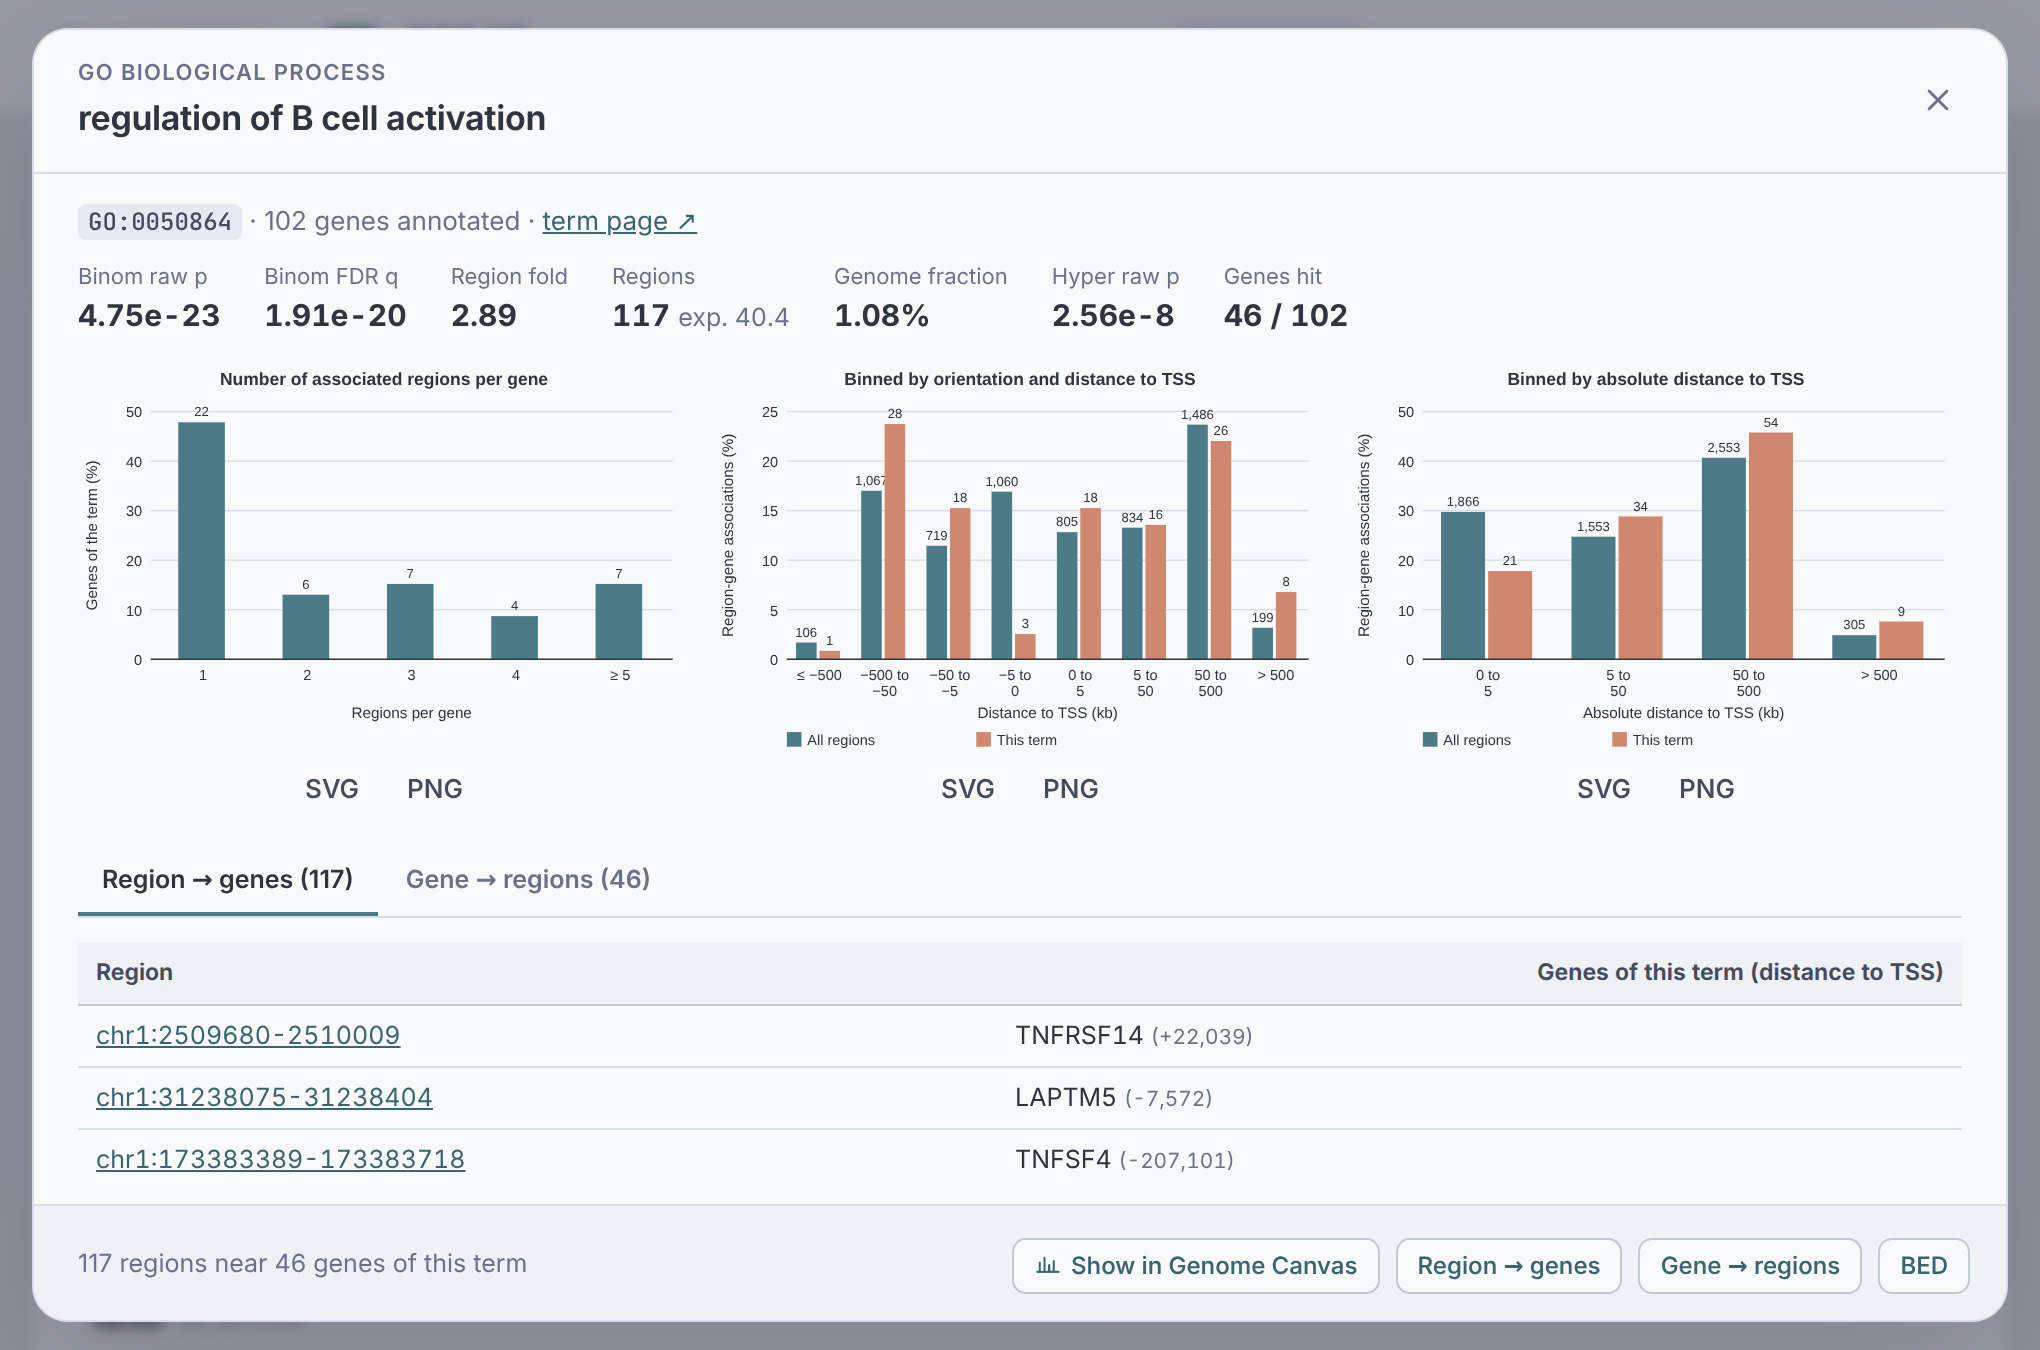 GO BIOLOGICAL PROCESS
regulation of B cell activation
GO:0050864 · 102 genes annotated · term page ↗
Binom raw p Binom FDR q Region fold Regions Genome fraction Hyper raw p Genes hit
4.75e-23 1.91e-20 2.89 117 exp. 40.4 1.08% 2.56e-8 46 / 102
Number of associated regions per gene
50
40
30
20
10
0
Genes of the term (%)
22
6
7
4
7
1 2 3 4 ≥ 5
Regions per gene
SVG PNG
Binned by orientation and distance to TSS
25
20
15
10
5
0
Region-gene associations (%)
106 1
1,067 28
719 18
1,060 3
805 18
834 16
1,486 26
199 8
≤ −500 −500 to −50 to −5 to 0 to 5 to 50 to > 500
−50 −5 0 5 50 500
Distance to TSS (kb)
All regions This term
SVG PNG
Binned by absolute distance to TSS
50
40
30
20
10
0
Region-gene associations (%)
1,866 21
1,553 34
2,553 54
305 9
0 to 5 to 50 to > 500
5 50 500
Absolute distance to TSS (kb)
All regions This term
SVG PNG
Region → genes (117) Gene → regions (46)
Region Genes of this term (distance to TSS)
chr1:2509680-2510009 TNFRSF14 (+22,039)
chr1:31238075-31238404 LAPTM5 (-7,572)
chr1:173383389-173383718 TNFSF4 (-207,101)
117 regions near 46 genes of this term
Show in Genome Canvas Region → genes Gene → regions BED